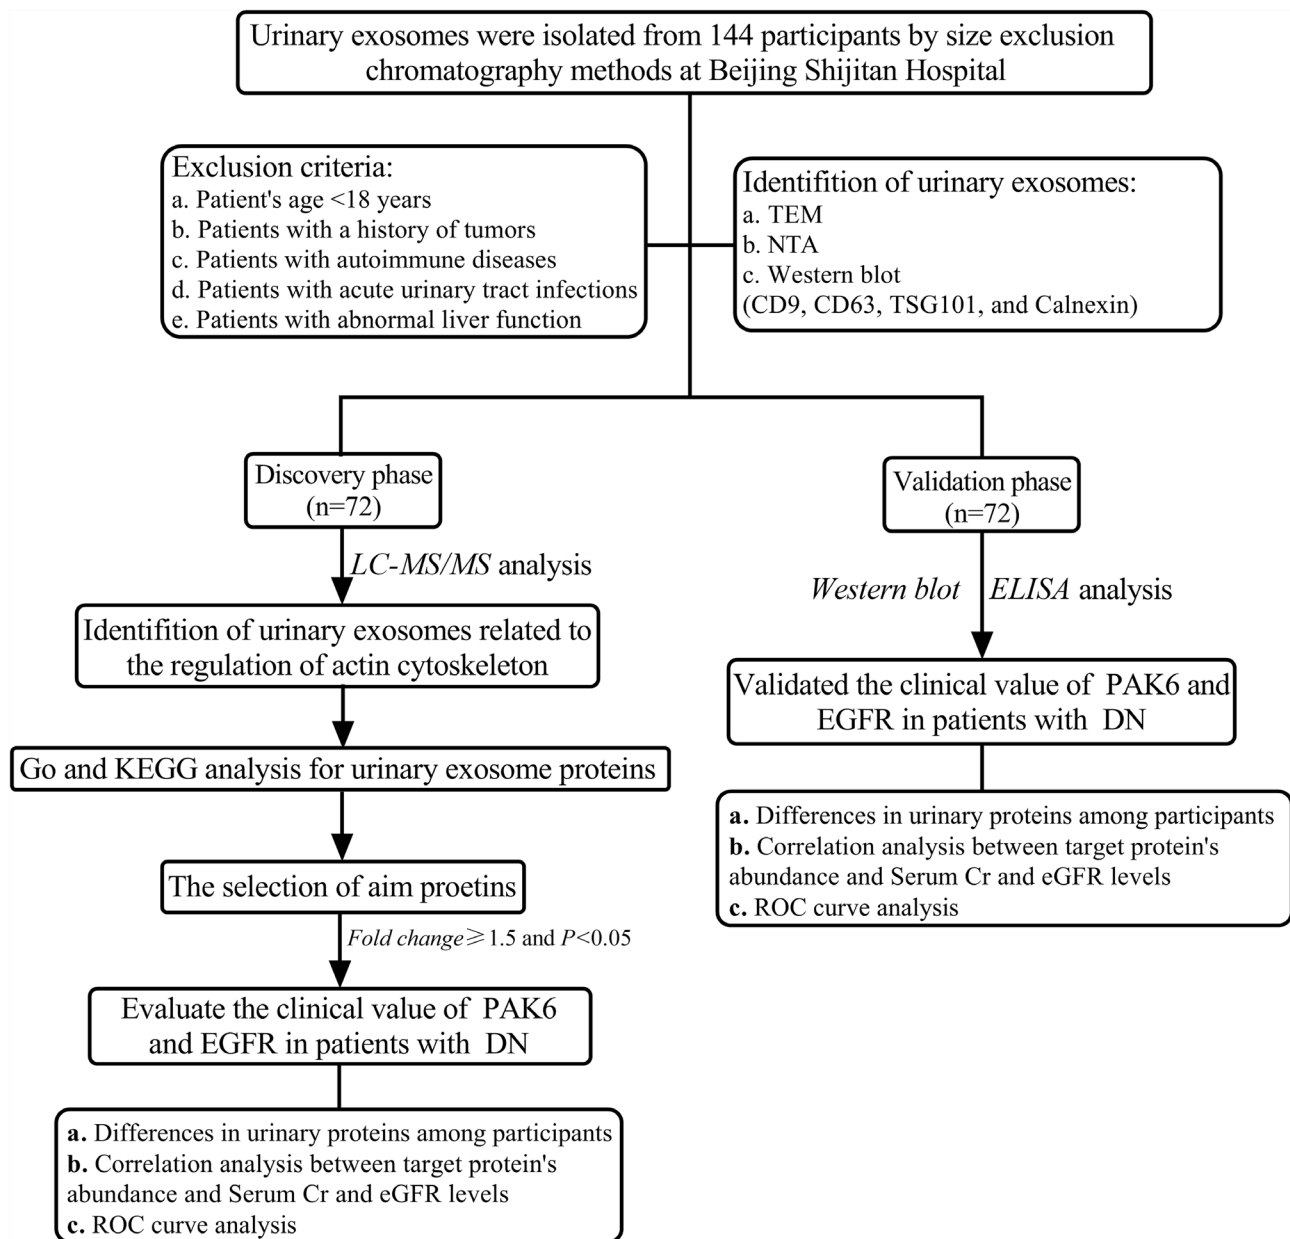 Urinary exosomes were isolated from 144 participants by size exclusion
chromatography methods at Beijing Shijitan Hospital
Exclusion criteria:
a. Patient's age <18 years
b. Patients with a history of tumors
c. Patients with autoimmune diseases
d. Patients with acute urinary tract infections
e. Patients with abnormal liver function
Identifition of urinary exosomes:
a. TEM
b. NTA
c. Western blot
(CD9, CD63, TSG101, and Calnexin)
Discovery phase
(n=72)
LC-MS/MS analysis
Identifition of urinary exosomes related to
the regulation of actin cytoskeleton
Go and KEGG analysis for urinary exosome proteins
The selection of aim proetins
Fold change≥1.5 and P<0.05
Evaluate the clinical value of PAK6
and EGFR in patients with DN
a. Differences in urinary proteins among participants
b. Correlation analysis between target protein's
abundance and Serum Cr and eGFR levels
c. ROC curve analysis
Validation phase
(n=72)
Western blot ELISA analysis
Validated the clinical value of PAK6 and
EGFR in patients with DN
a. Differences in urinary proteins among participants
b. Correlation analysis between target protein's
abundance and Serum Cr and eGFR levels
c. ROC curve analysis